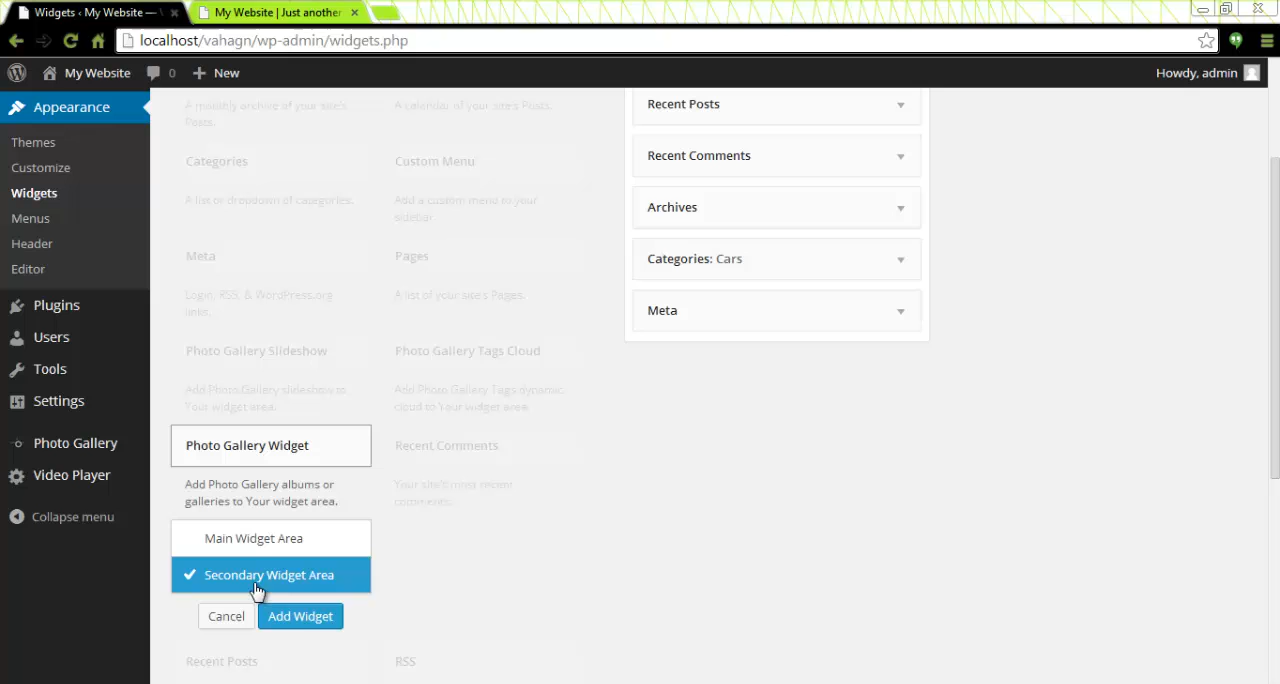 Widgets ‹ My Website —
My Website | Just another
localhost/vahagn/wp-admin/widgets.php
My Website
0
New
Howdy, admin
Appearance
Themes
Customize
Widgets
Menus
Header
Editor
Plugins
Users
Tools
Settings
Photo Gallery
Video Player
Collapse menu
A monthly archive of your site's
Posts.
A calendar of your site's Posts.
Categories
Custom Menu
A list or dropdown of categories.
Add a custom menu to your
sidebar.
Meta
Pages
Login, RSS, & WordPress.org
links.
A list of your site's Pages.
Photo Gallery Slideshow
Photo Gallery Tags Cloud
Add Photo Gallery slideshow to
Your widget area.
Add Photo Gallery Tags dynamic
cloud to Your widget area.
Photo Gallery Widget
Recent Comments
Add Photo Gallery albums or
galleries to Your widget area.
Your site's most recent
comments.
Main Widget Area
Secondary Widget Area
Cancel
Add Widget
Recent Posts
RSS
Recent Posts
Recent Comments
Archives
Categories: Cars
Meta